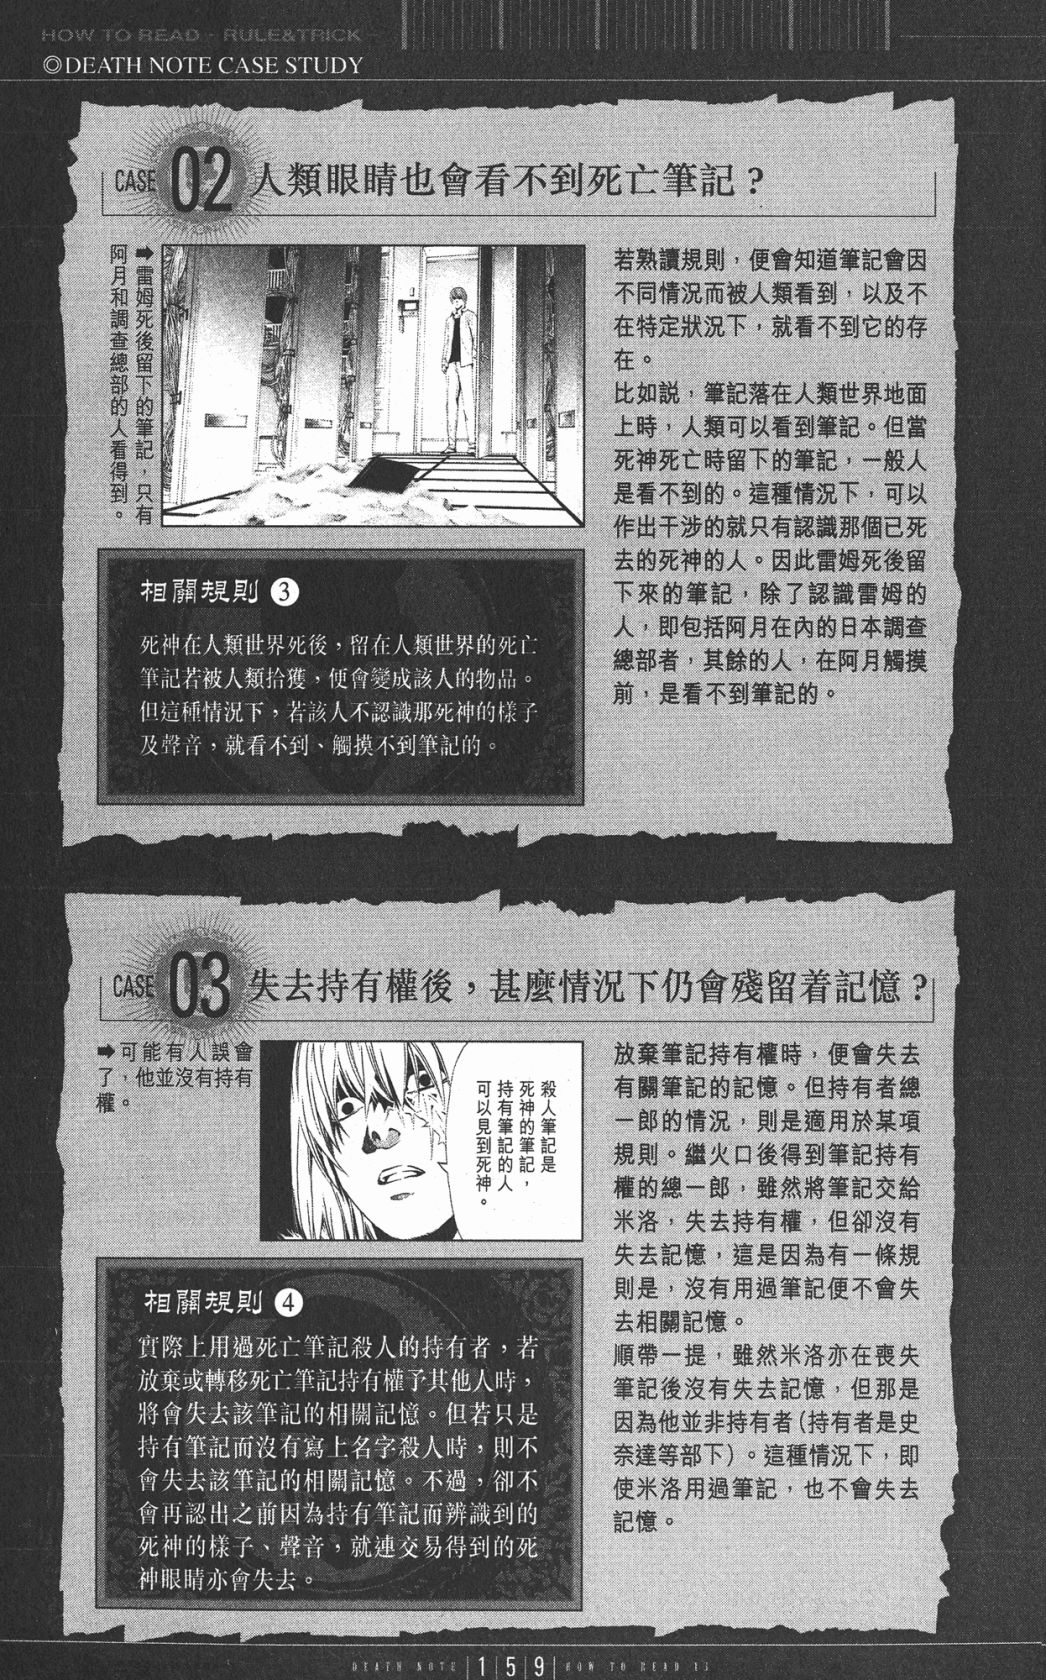 HOW TO READ - RULE&TRICK -
◎DEATH NOTE CASE STUDY
CASE 02 人類眼睛也會看不到死亡筆記？
➡雷姆死後留下的筆記，只有
阿月和調查總部的人看得到。
若熟讀規則，便會知道筆記會因
不同情況而被人類看到，以及不
在特定狀況下，就看不到它的存
在。
比如説，筆記落在人類世界地面
上時，人類可以看到筆記。但當
死神死亡時留下的筆記，一般人
是看不到的。這種情況下，可以
作出干涉的就只有認識那個已死
去的死神的人。因此雷姆死後留
下來的筆記，除了認識雷姆的
人，即包括阿月在內的日本調查
總部者，其餘的人，在阿月觸摸
前，是看不到筆記的。
相關規則 3
死神在人類世界死後，留在人類世界的死亡
筆記若被人類拾獲，便會變成該人的物品。
但這種情況下，若該人不認識那死神的樣子
及聲音，就看不到、觸摸不到筆記的。
CASE 03 失去持有權後，甚麼情況下仍會殘留着記憶？
➡可能有人誤會
了，他並沒有持有
權。
殺人筆記是
死神的筆記，
持有筆記的人
可以見到死神。
放棄筆記持有權時，便會失去
有關筆記的記憶。但持有者總
一郎的情況，則是適用於某項
規則。繼火口後得到筆記持有
權的總一郎，雖然將筆記交給
米洛，失去持有權，但卻沒有
失去記憶，這是因為有一條規
則是，沒有用過筆記便不會失
去相關記憶。
順帶一提，雖然米洛亦在喪失
筆記後沒有失去記憶，但那是
因為他並非持有者（持有者是史
奈達等部下）。這種情況下，即
使米洛用過筆記，也不會失去
記憶。
相關規則 4
實際上用過死亡筆記殺人的持有者，若
放棄或轉移死亡筆記持有權予其他人時，
將會失去該筆記的相關記憶。但若只是
持有筆記而沒有寫上名字殺人時，則不
會失去該筆記的相關記憶。不過，卻不
會再認出之前因為持有筆記而辨識到的
死神的樣子、聲音，就連交易得到的死
神眼睛亦會失去。
DEATH NOTE |1|5|9| HOW TO READ 13